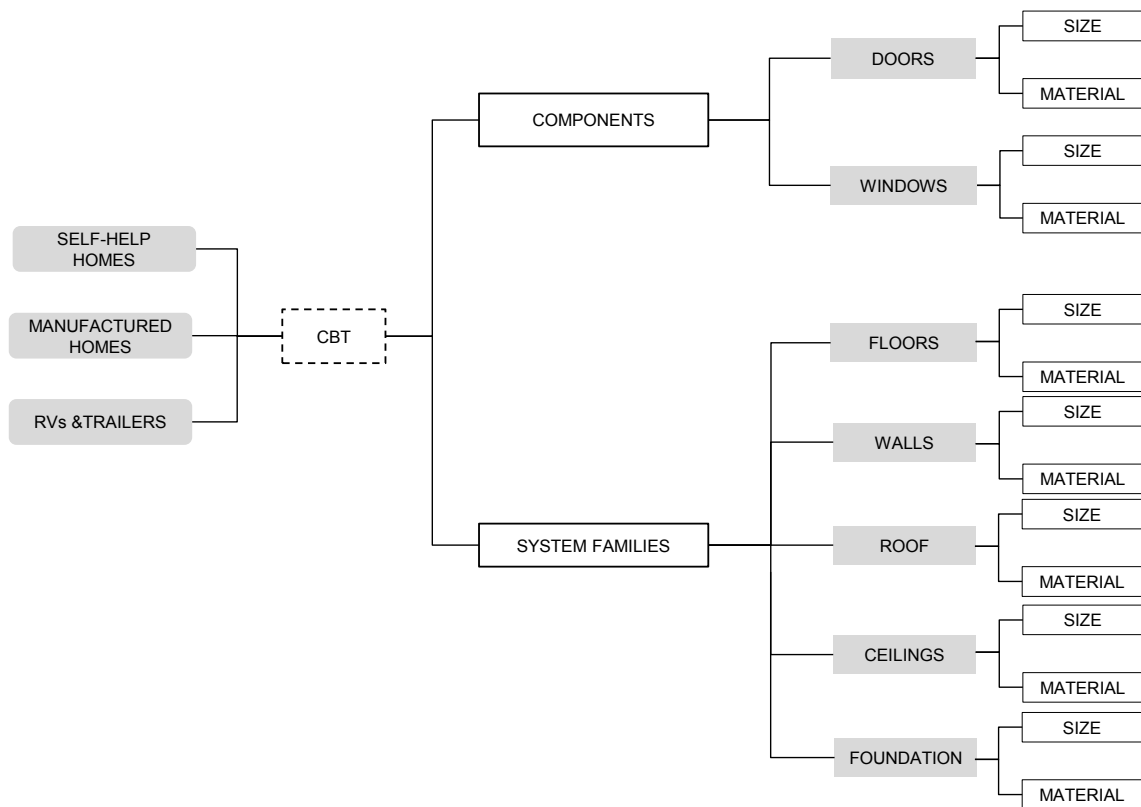 SELF-HELP
HOMES
MANUFACTURED
HOMES
RVs &TRAILERS
CBT
COMPONENTS
SYSTEM FAMILIES
DOORS
SIZE
MATERIAL
WINDOWS
SIZE
MATERIAL
FLOORS
SIZE
MATERIAL
WALLS
SIZE
MATERIAL
ROOF
SIZE
MATERIAL
CEILINGS
SIZE
MATERIAL
FOUNDATION
SIZE
MATERIAL